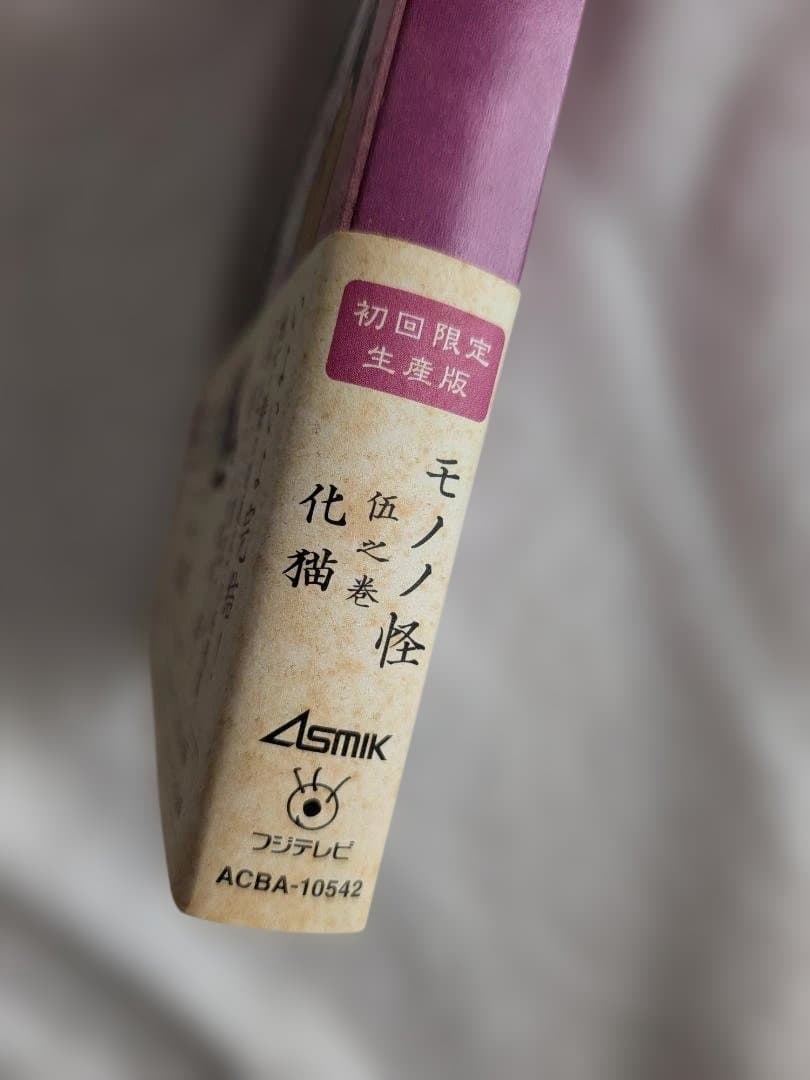 初回限定
生産版
モノノ怪
伍之巻
化猫
ASMIK
フジテレビ
ACBA-10542